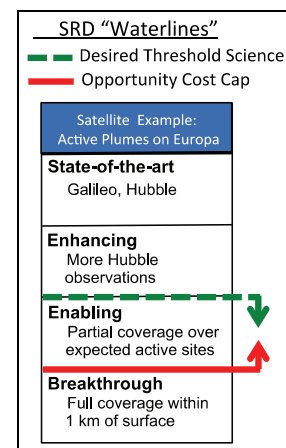 SRD “Waterlines”
Desired Threshold Science
Opportunity Cost Cap
Satellite Example:
Active Plumes on Europa
State-of-the-art
Galileo, Hubble
Enhancing
More Hubble
observations
Enabling
Partial coverage over
expected active sites
Breakthrough
Full coverage within
1 km of surface